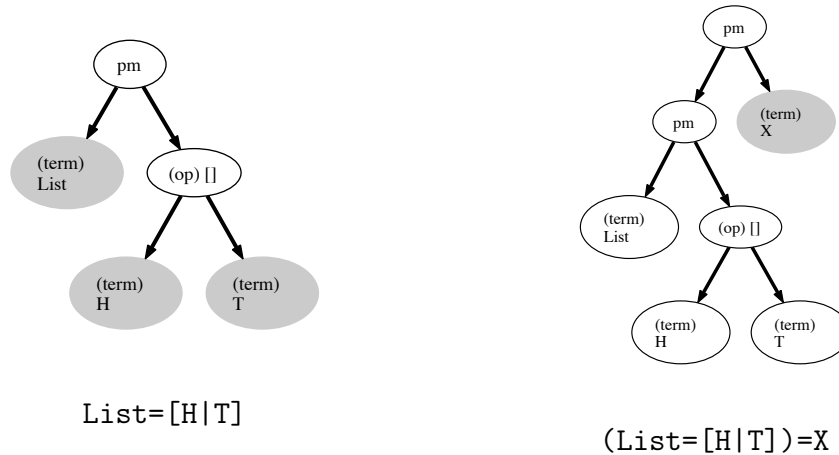 pm
(term)
List
(op) []
(term)
H
(term)
T
List=[H|T]
pm
pm
(term)
X
(term)
List
(op) []
(term)
H
(term)
T
(List=[H|T])=X